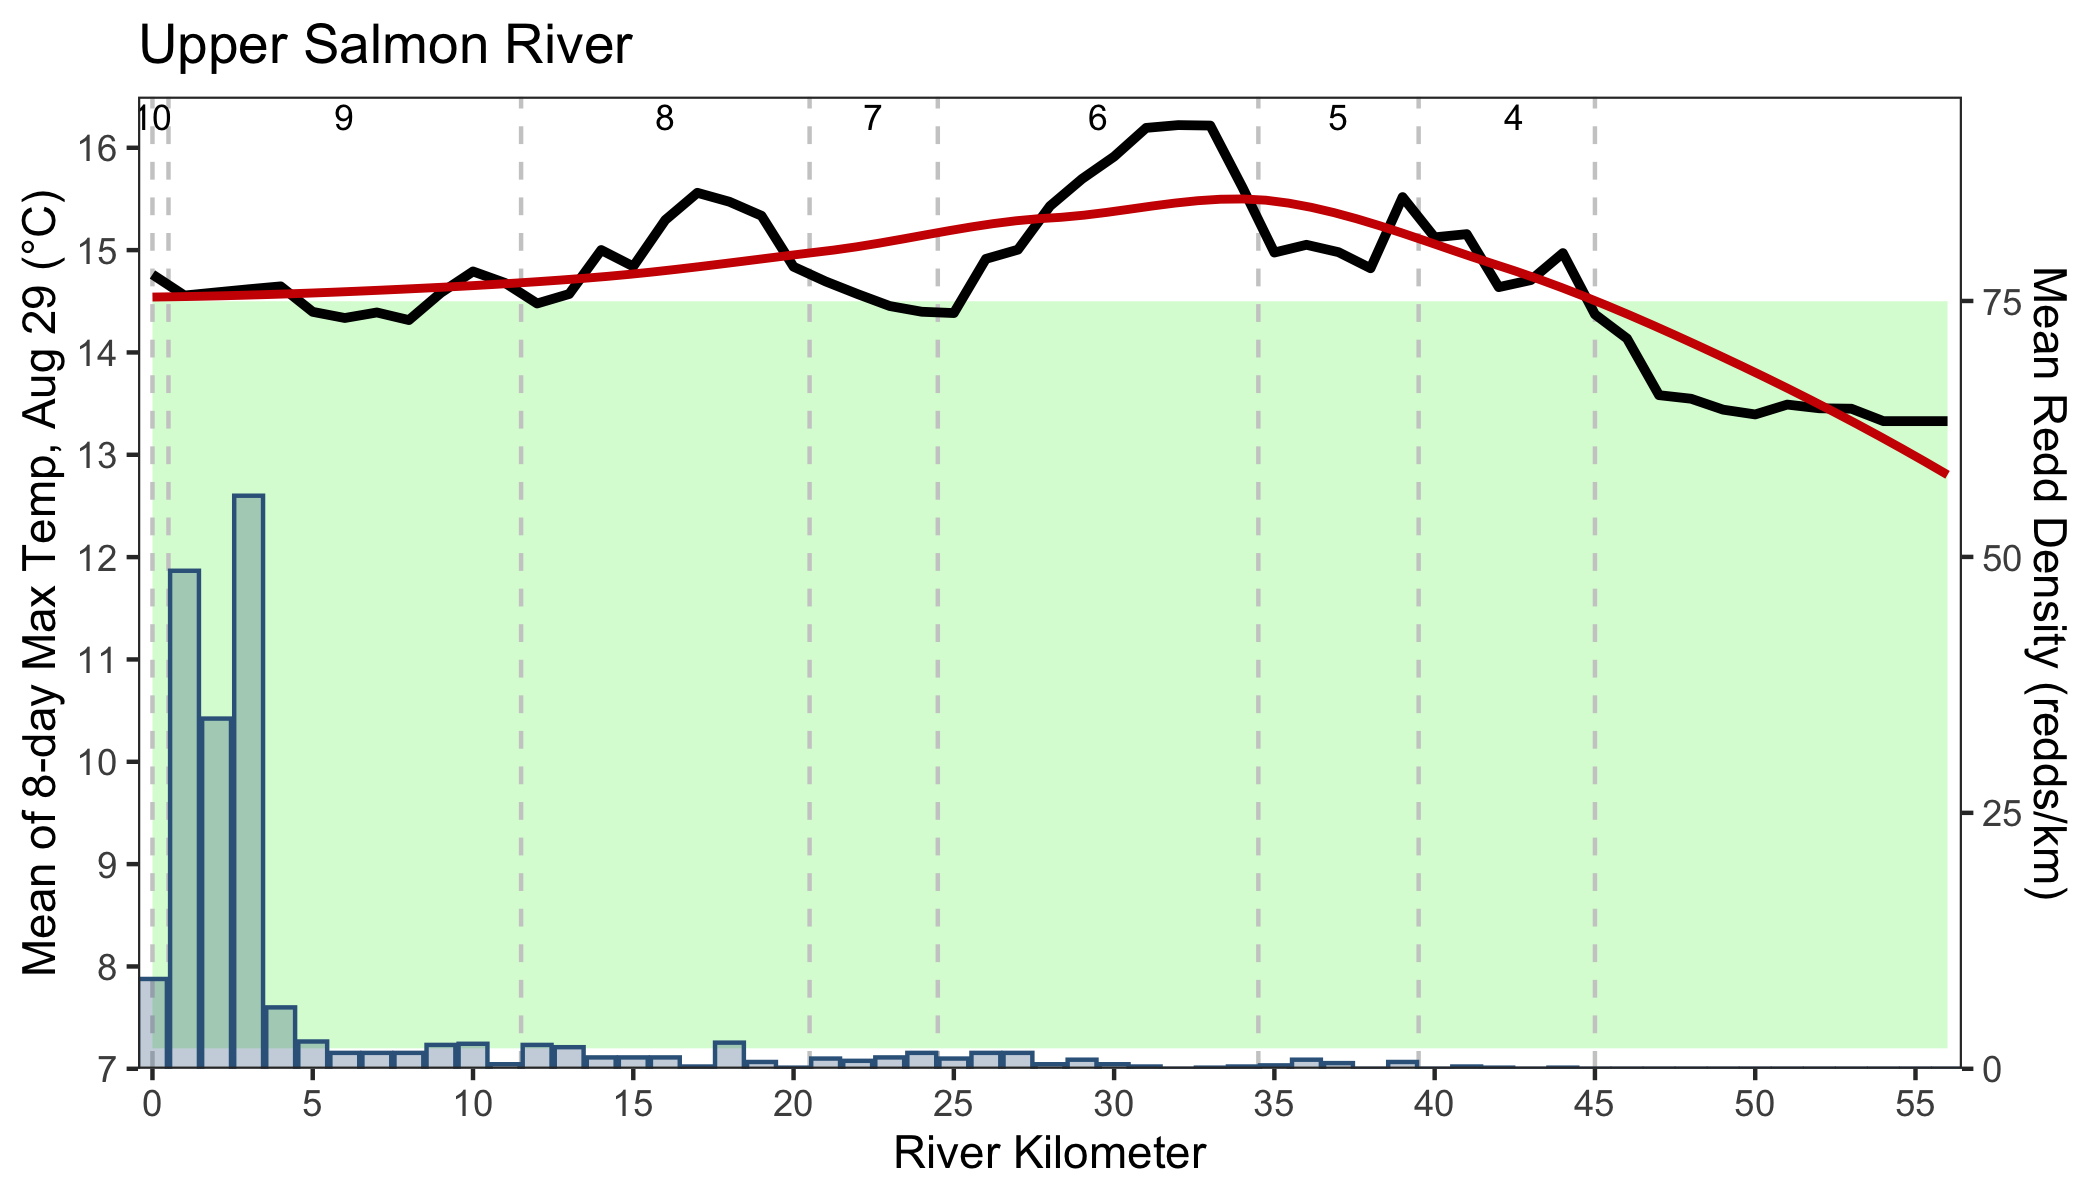 Upper Salmon River
10 9 8 7 6 5 4
16
15
14
13
12
11
10
9
8
7
Mean of 8-day Max Temp, Aug 29 (°C)
75
50
25
0
Mean Redd Density (redds/km)
0 5 10 15 20 25 30 35 40 45 50 55
River Kilometer